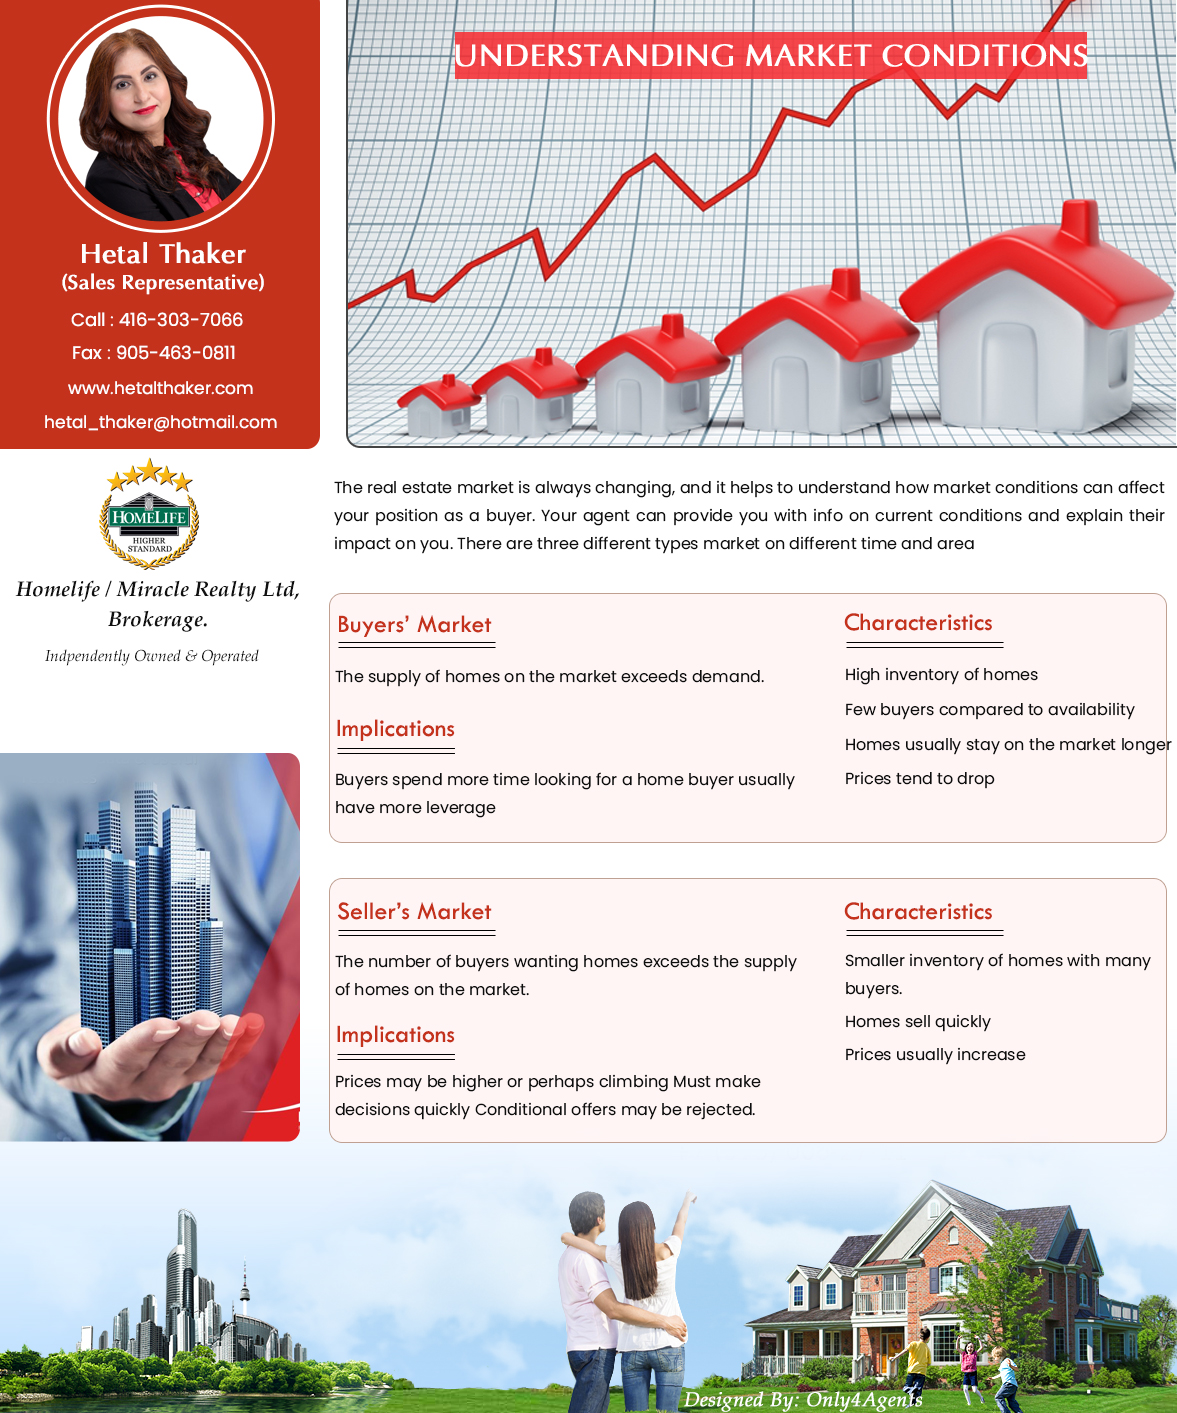 UNDERSTANDING MARKET CONDITIONS
Hetal Thaker
(Sales Representative)
Call : 416-303-7066
Fax : 905-463-0811
www.hetalthaker.com
hetal_thaker@hotmail.com
HOMELIFE
HIGHER
STANDARD
Homelife / Miracle Realty Ltd,
Brokerage.
Indpendently Owned & Operated
The real estate market is always changing, and it helps to understand how market conditions can affect
your position as a buyer. Your agent can provide you with info on current conditions and explain their
impact on you. There are three different types market on different time and area
Buyers’ Market
The supply of homes on the market exceeds demand.
Implications
Buyers spend more time looking for a home buyer usually
have more leverage
Characteristics
High inventory of homes
Few buyers compared to availability
Homes usually stay on the market longer
Prices tend to drop
Seller’s Market
The number of buyers wanting homes exceeds the supply
of homes on the market.
Implications
Prices may be higher or perhaps climbing Must make
decisions quickly Conditional offers may be rejected.
Characteristics
Smaller inventory of homes with many
buyers.
Homes sell quickly
Prices usually increase
Designed By: Only4Agents